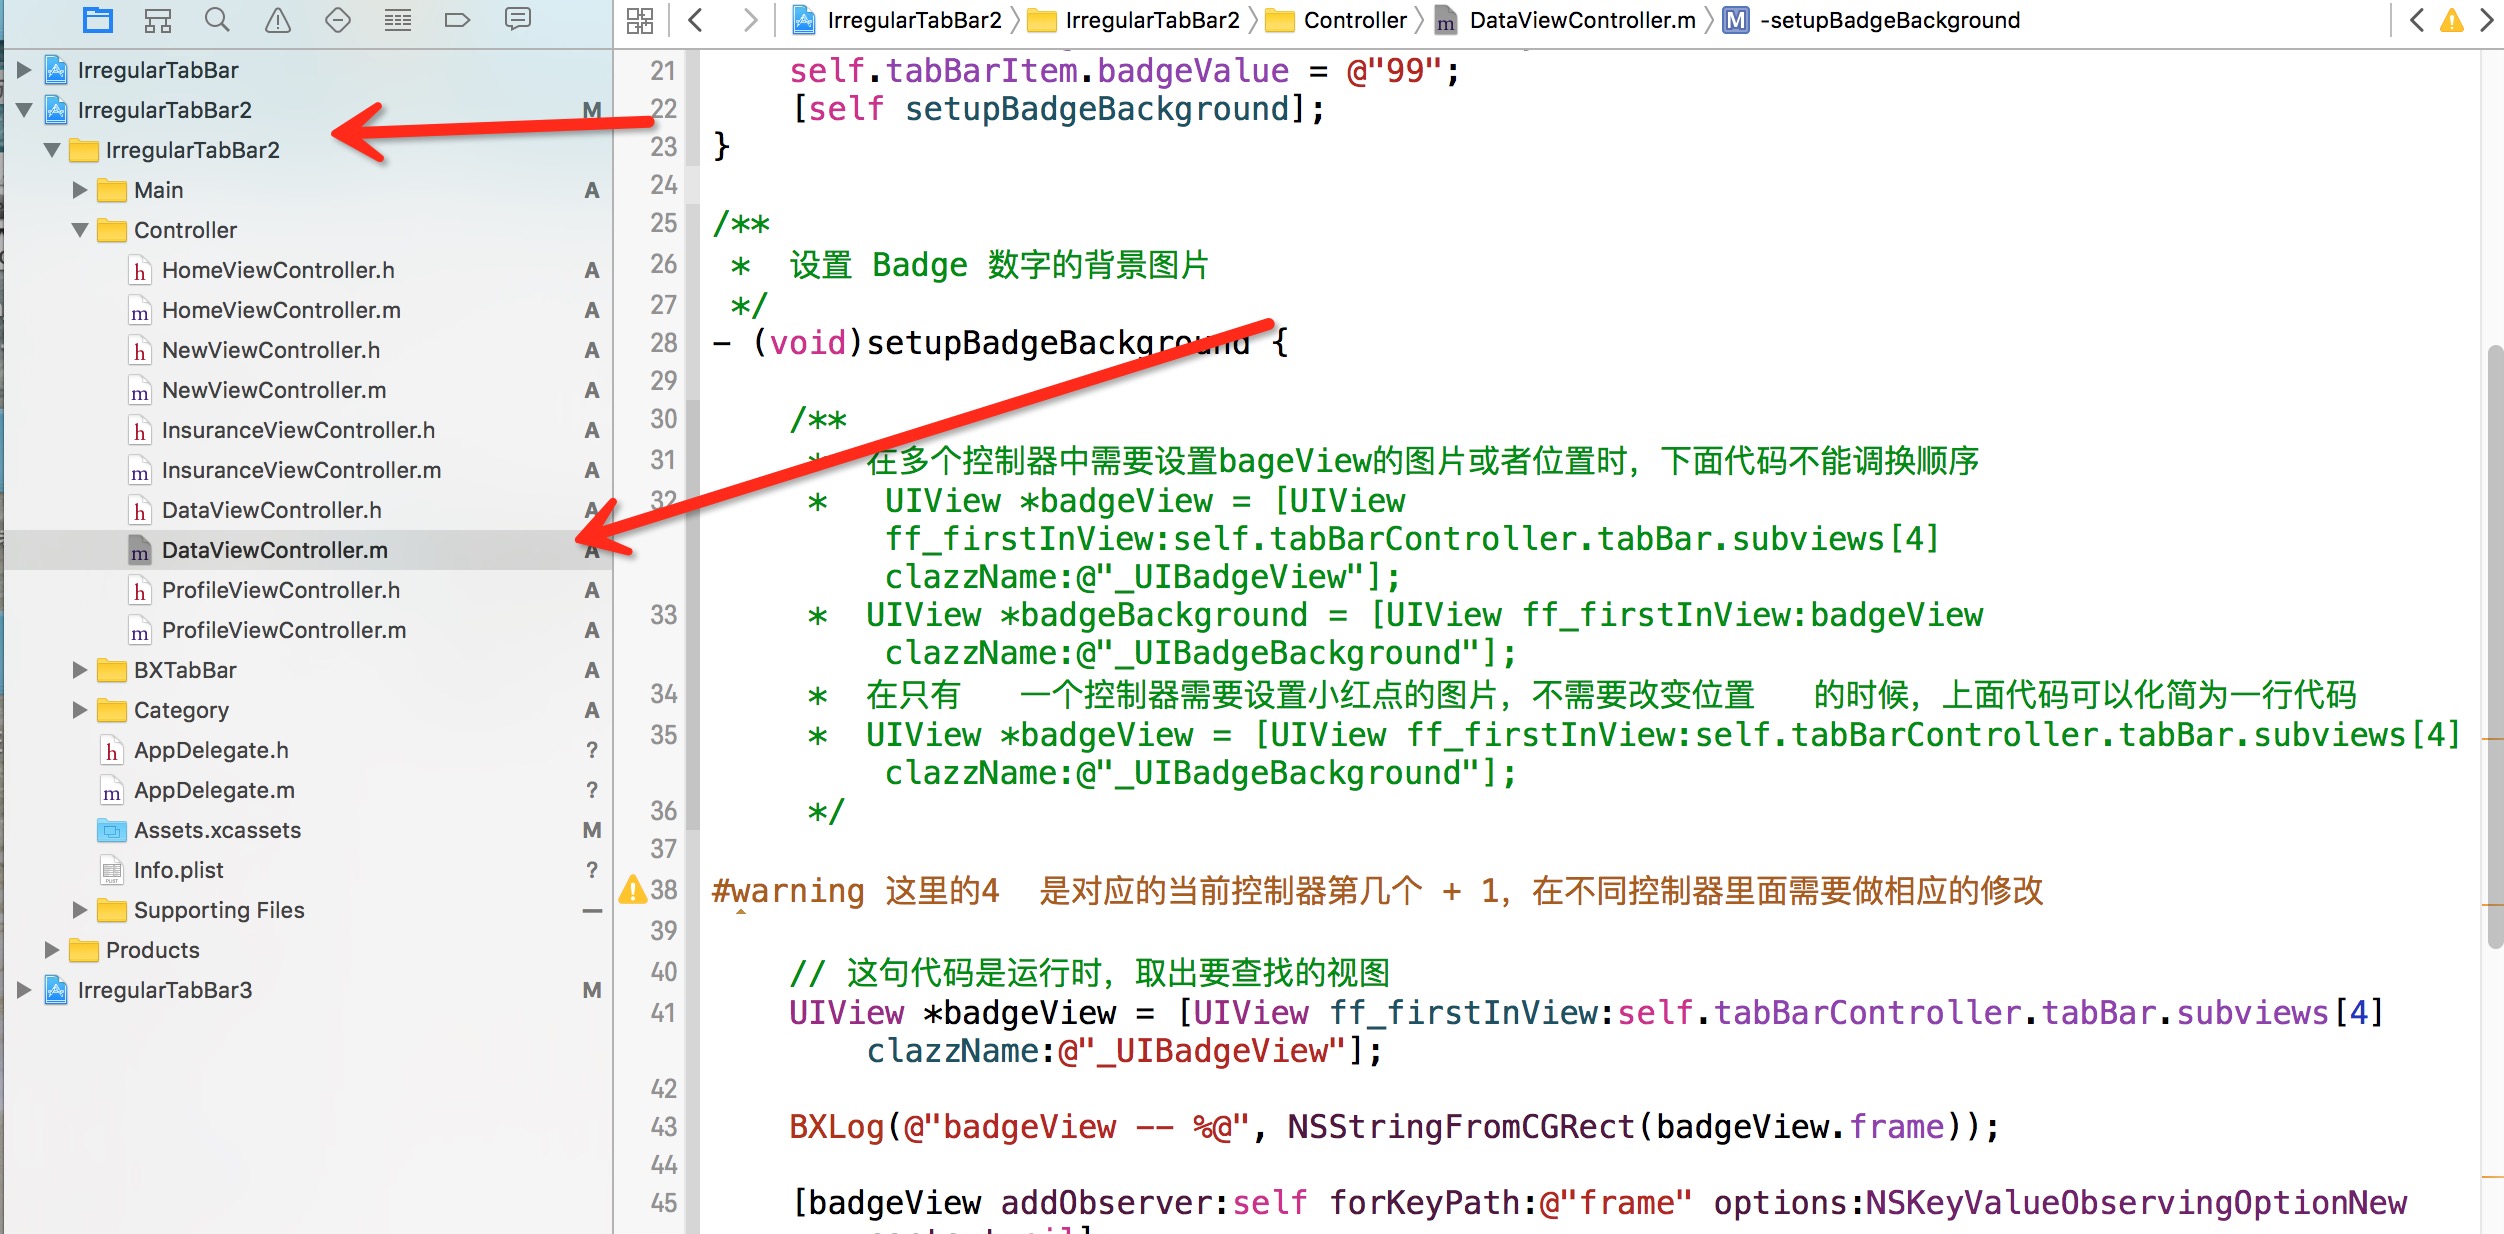 IrregularTabBar2 IrregularTabBar2 Controller DataViewController.m M -setupBadgeBackground
IrregularTabBar
IrregularTabBar2 M
IrregularTabBar2
Main A
Controller
h HomeViewController.h A
m HomeViewController.m A
h NewViewController.h A
m NewViewController.m A
h InsuranceViewController.h A
m InsuranceViewController.m A
h DataViewController.h A
m DataViewController.m A
h ProfileViewController.h A
m ProfileViewController.m A
BXTabBar A
Category A
h AppDelegate.h ?
m AppDelegate.m ?
Assets.xcassets M
Info.plist ?
Supporting Files —
Products
IrregularTabBar3 M
21 self.tabBarItem.badgeValue = @"99";
22 [self setupBadgeBackground];
23 }
24
25 /**
26 * 设置 Badge 数字的背景图片
27 */
28 - (void)setupBadgeBackground {
29
30 /**
31 * 在多个控制器中需要设置bageView的图片或者位置时，下面代码不能调换顺序
32 * UIView *badgeView = [UIView
ff_firstInView:self.tabBarController.tabBar.subviews[4]
clazzName:@"_UIBadgeView"];
33 * UIView *badgeBackground = [UIView ff_firstInView:badgeView
clazzName:@"_UIBadgeBackground"];
34 * 在只有 一个控制器需要设置小红点的图片，不需要改变位置 的时候，上面代码可以化简为一行代码
35 * UIView *badgeView = [UIView ff_firstInView:self.tabBarController.tabBar.subviews[4]
clazzName:@"_UIBadgeBackground"];
36 */
37
38 #warning 这里的4 是对应的当前控制器第几个 + 1，在不同控制器里面需要做相应的修改
39
40 // 这句代码是运行时，取出要查找的视图
41 UIView *badgeView = [UIView ff_firstInView:self.tabBarController.tabBar.subviews[4]
clazzName:@"_UIBadgeView"];
42
43 BXLog(@"badgeView -- %@", NSStringFromCGRect(badgeView.frame));
44
45 [badgeView addObserver:self forKeyPath:@"frame" options:NSKeyValueObservingOptionNew